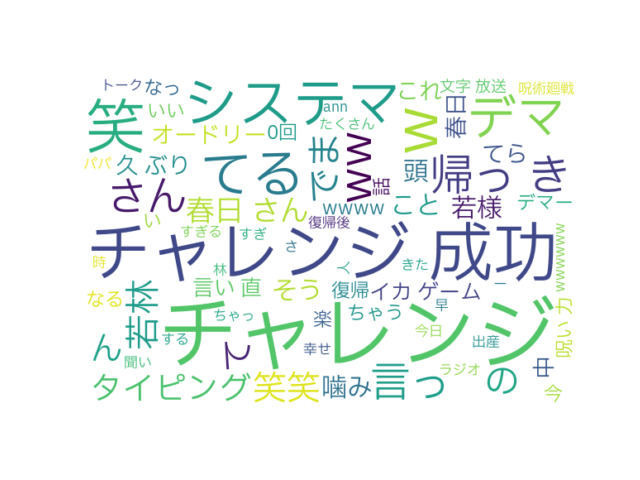 トーク なっ システマ これ 文字 放送 呪術廻戦
笑 いい ann W 春日 デマ
オードリー 0回 たくさん でま ww
パパ 久 ぶり てる 頭 帰っ てら き
さん 春日 さん 話 wwww こと 若様 デマー
い すぎる すぎ 復帰後 wwwwwww
チャレンジ 成功
時 林 さ 人 きた 一
なる 若林 言い 直 そう 復帰 イカ ゲーム 早 呪い 力
ん ちゃっ て チャレンジ ちゃう
する 楽 今日 出産
聞い 幸せ ラジオ 中
タイピング 笑笑 噛み 言っ の 今